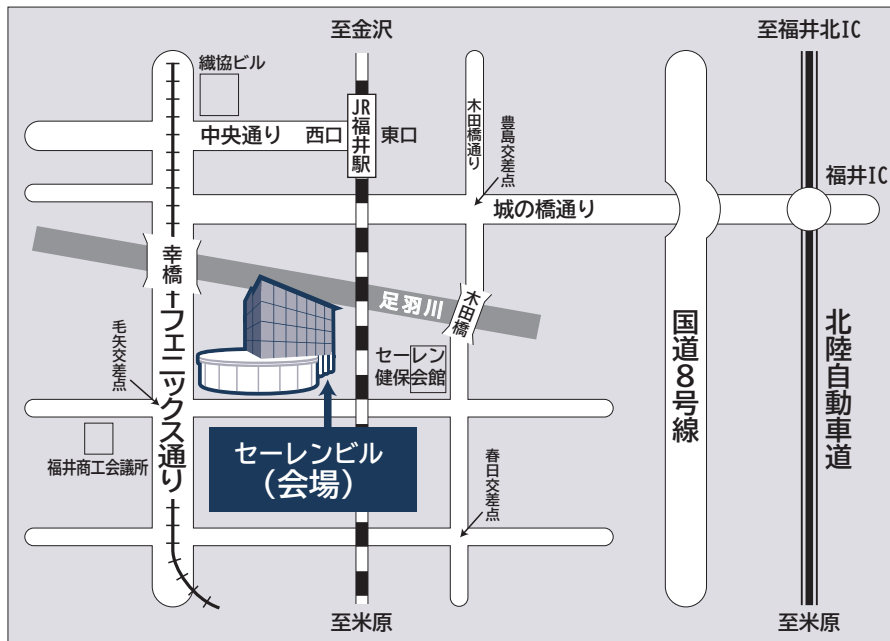 至金沢
至福井北IC
繊協ビル
JR福井駅
木田橋通り
豊島交差点
中央通り
西口
東口
福井IC
城の橋通り
幸橋
足羽川
木田橋
毛矢交差点
フェニックス通り
セーレン
健保会館
国道8号線
北陸自動車道
セーレンビル
（会場）
福井商工会議所
春日交差点
至米原
至米原